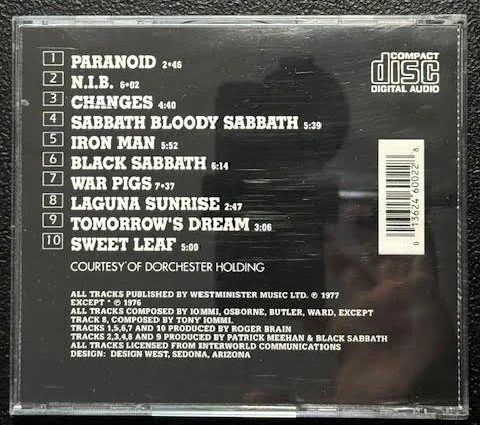 1 PARANOID 2•46
2 N.I.B. 6•02
3 CHANGES 4:40
4 SABBATH BLOODY SABBATH 5:39
5 IRON MAN 5:52
6 BLACK SABBATH 6:14
7 WAR PIGS 7•37
8 LAGUNA SUNRISE 2:47
9 TOMORROW'S DREAM 3:06
10 SWEET LEAF 5:00
COURTESY OF DORCHESTER HOLDING
COMPACT
disc
DIGITAL AUDIO
0 13624 60022 8
ALL TRACKS PUBLISHED BY WESTMINISTER MUSIC LTD. ℗ 1977
EXCEPT * ℗ 1976
ALL TRACKS COMPOSED BY IOMMI, OSBORNE, BUTLER, WARD, EXCEPT
TRACK 8, COMPOSED BY TONY IOMMI.
TRACKS 1,5,6,7 AND 10 PRODUCED BY ROGER BRAIN
TRACKS 2,3,4,8 AND 9 PRODUCED BY PATRICK MEEHAN & BLACK SABBATH
ALL TRACKS LICENSED FROM INTERWORLD COMMUNICATIONS
DESIGN: DESIGN WEST, SEDONA, ARIZONA